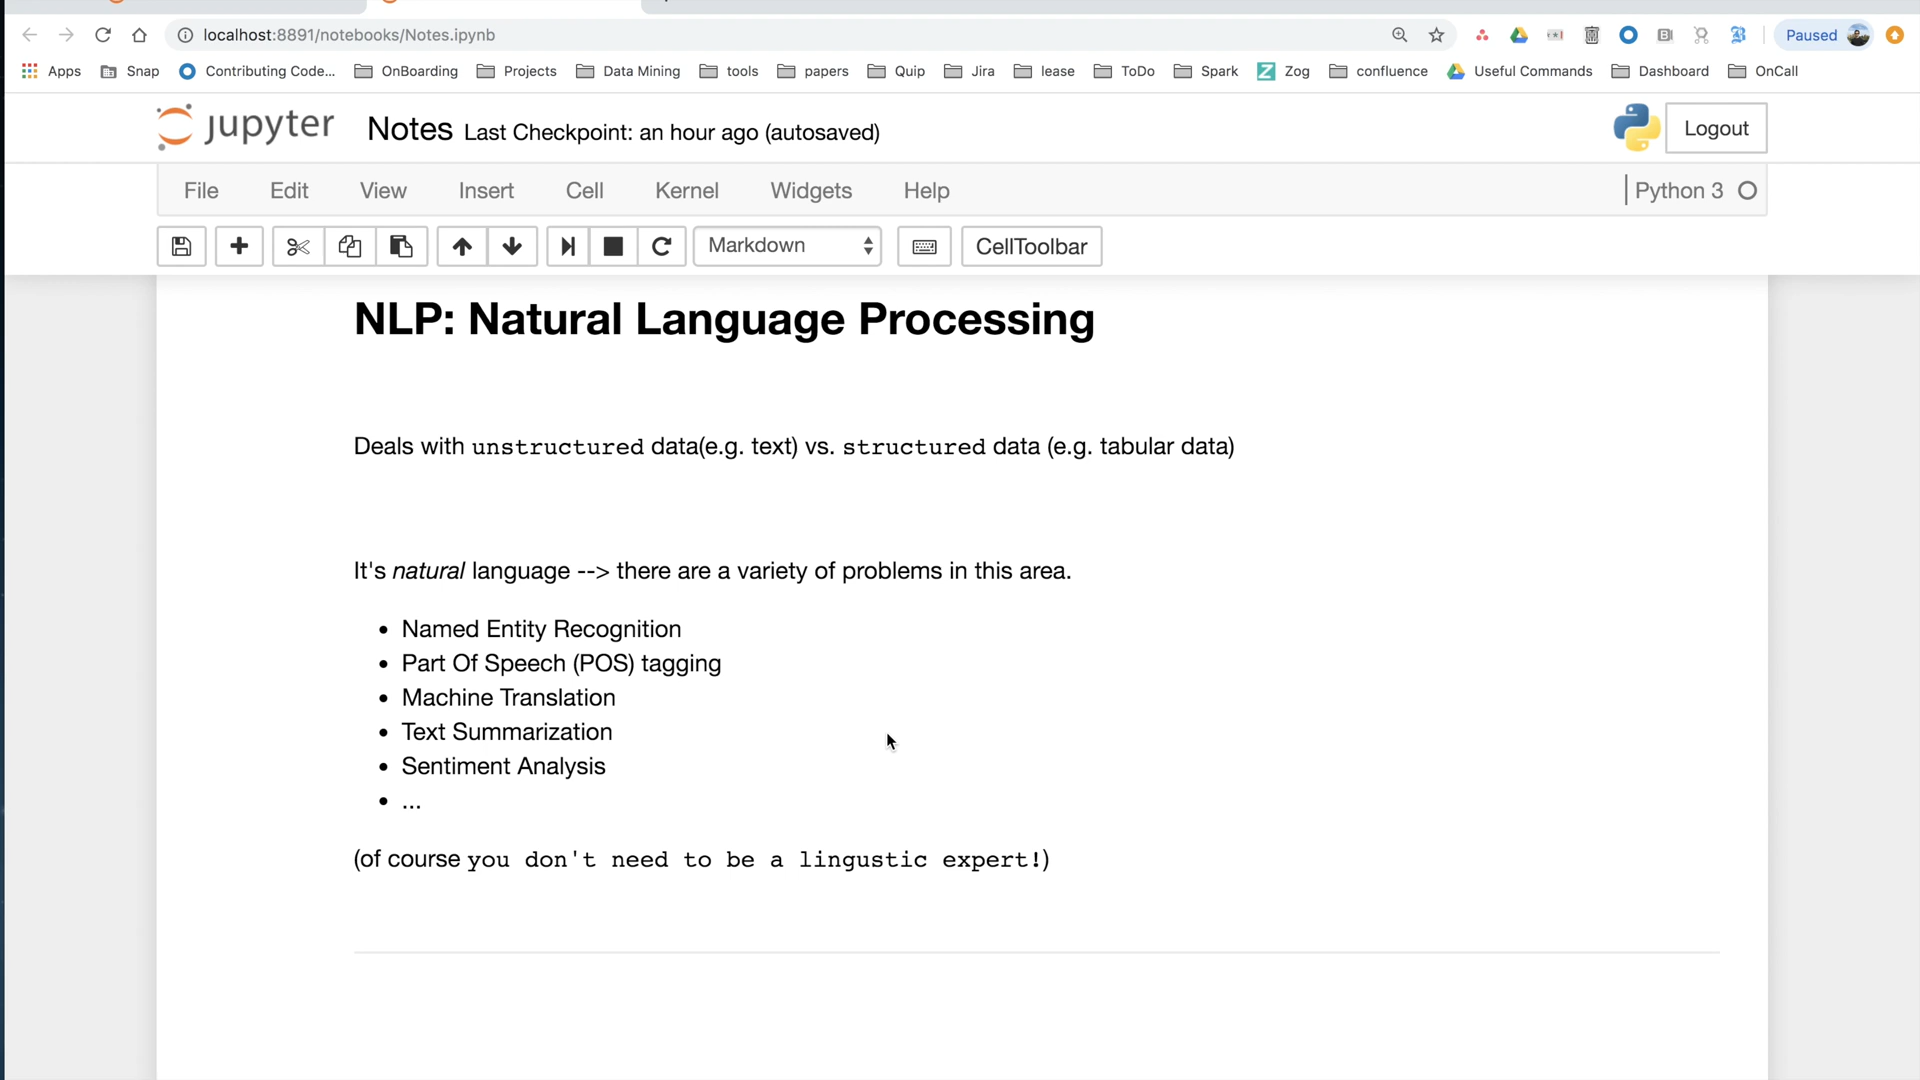 localhost:8891/notebooks/Notes.ipynb
Paused
Apps Snap Contributing Code... OnBoarding Projects Data Mining tools papers Quip Jira lease ToDo Spark Zog confluence Useful Commands Dashboard OnCall
jupyter Notes Last Checkpoint: an hour ago (autosaved)
Logout
File Edit View Insert Cell Kernel Widgets Help
Python 3
Markdown
CellToolbar
NLP: Natural Language Processing
Deals with unstructured data(e.g. text) vs. structured data (e.g. tabular data)
It's natural language --> there are a variety of problems in this area.
• Named Entity Recognition
• Part Of Speech (POS) tagging
• Machine Translation
• Text Summarization
• Sentiment Analysis
• ...
(of course you don't need to be a lingustic expert!)